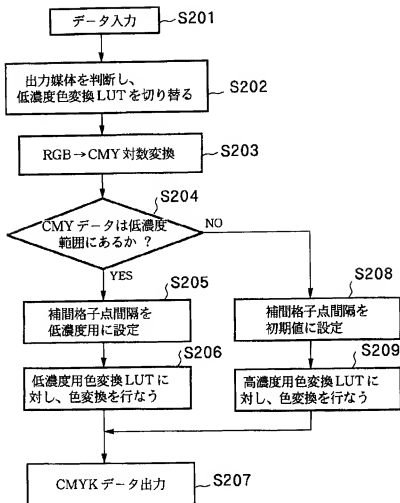 データ入力
S201
出力媒体を判断し、
低濃度色変換LUTを切り替る
S202
RGB→CMY 対数変換
S203
S204
CMYデータは低濃度
範囲にあるか ?
NO
YES
S205
補間格子点間隔を
低濃度用に設定
S206
低濃度用色変換LUTに
対し、色変換を行なう
S208
補間格子点間隔を
初期値に設定
S209
高濃度用色変換LUTに
対し、色変換を行なう
CMYKデータ出力
S207